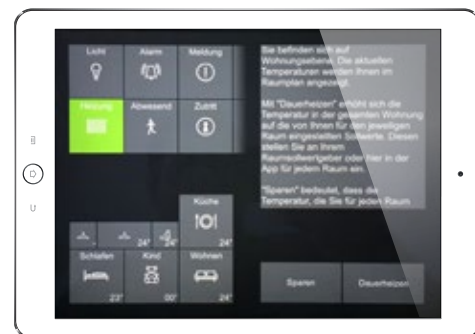 Licht
Alarm
Meldung
Heizung
Abwesend
Zutritt
Sie befinden sich auf
Wohnungsebene. Die aktuellen
Temperaturen werden Ihnen im
Raumplan angezeigt.
Mit "Dauerheizen" erhöht sich die
Temperatur in der gesamten Wohnung
auf die von Ihnen für den jeweiligen
Raum eingestellten Sollwerte. Diesen
stellen Sie an Ihrem
Raumsollwertgeber oder hier in der
App für jedem Raum ein.
"Sparen" bedeutet, dass die
Temperatur, die Sie für jeden Raum
Küche
24° 24° 24°
Schlafen
Kind
Wohnen
23°
00°
24°
Sparen
Dauerheizen